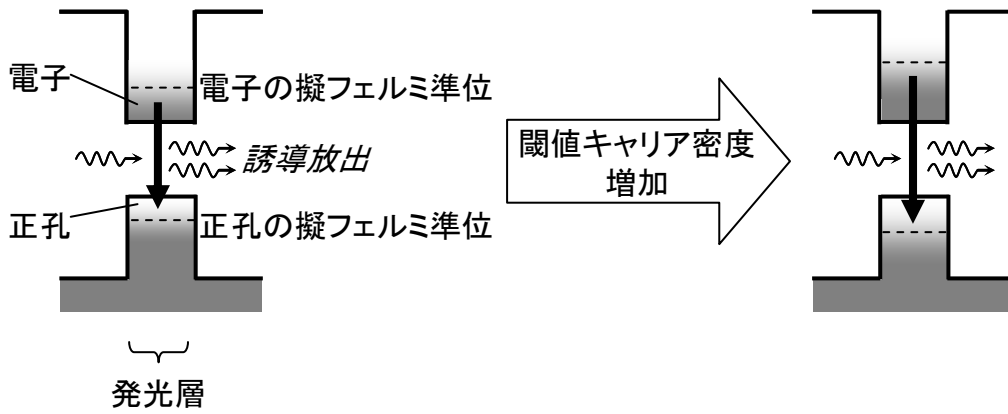 電子
電子の擬フェルミ準位
誘導放出
正孔
正孔の擬フェルミ準位
発光層
閾値キャリア密度
増加